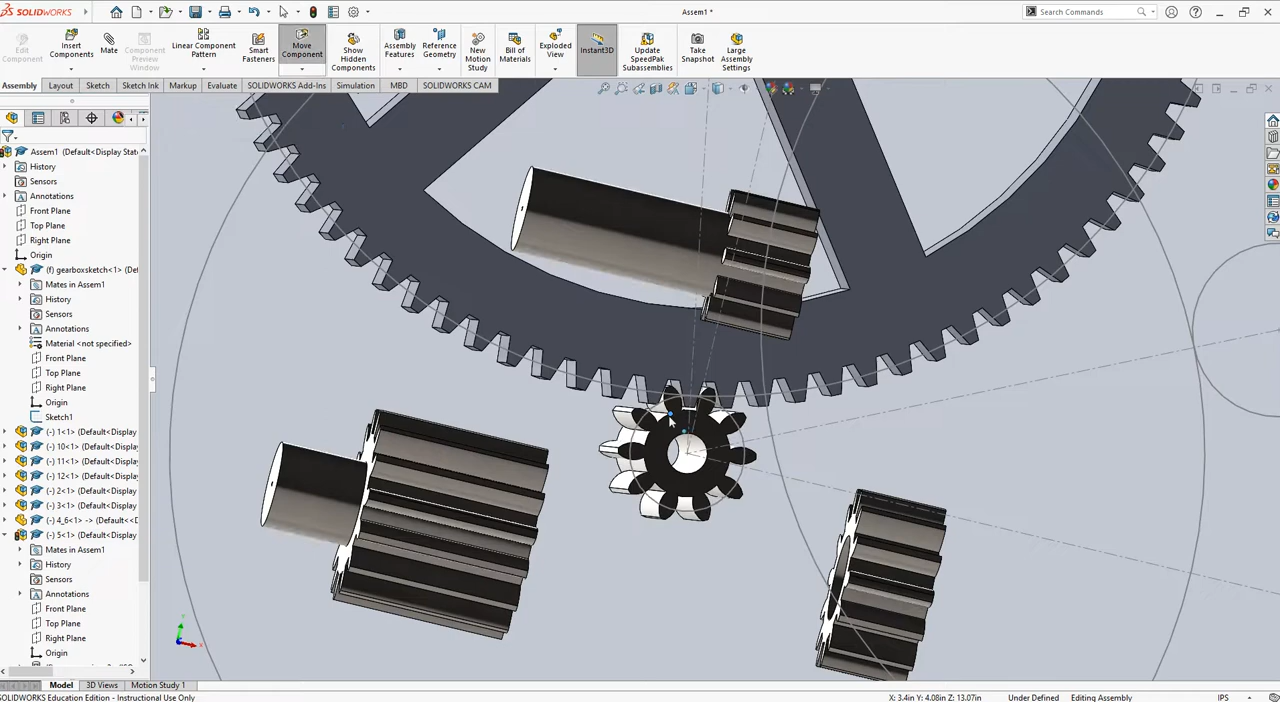 SOLIDWORKS
Assem1 *
Search Commands
Edit Component
Insert Components
Mate
Component Preview Window
Linear Component Pattern
Smart Fasteners
Move Component
Show Hidden Components
Assembly Features
Reference Geometry
New Motion Study
Bill of Materials
Exploded View
Instant3D
Update SpeedPak Subassemblies
Take Snapshot
Large Assembly Settings
Assembly
Layout
Sketch
Sketch Ink
Markup
Evaluate
SOLIDWORKS Add-Ins
Simulation
MBD
SOLIDWORKS CAM
Assem1 (Default<Display State
History
Sensors
Annotations
Front Plane
Top Plane
Right Plane
Origin
(f) gearboxsketch<1> (Def
Mates in Assem1
History
Sensors
Annotations
Material <not specified>
Front Plane
Top Plane
Right Plane
Origin
Sketch1
(-) 1<1> (Default<Display
(-) 10<1> (Default<Display
(-) 11<1> (Default<Display
(-) 12<1> (Default<Display
(-) 2<1> (Default<Display
(-) 3<1> (Default<Display
(-) 4_6<1> -> (Default<<D
(-) 5<1> (Default<Display
Mates in Assem1
History
Sensors
Annotations
Front Plane
Top Plane
Right Plane
Origin
Y
X
Model
3D Views
Motion Study 1
SOLIDWORKS Education Edition - Instructional Use Only
X: 3.4in Y: 4.08in Z: 13.07in
Under Defined
Editing Assembly
IPS